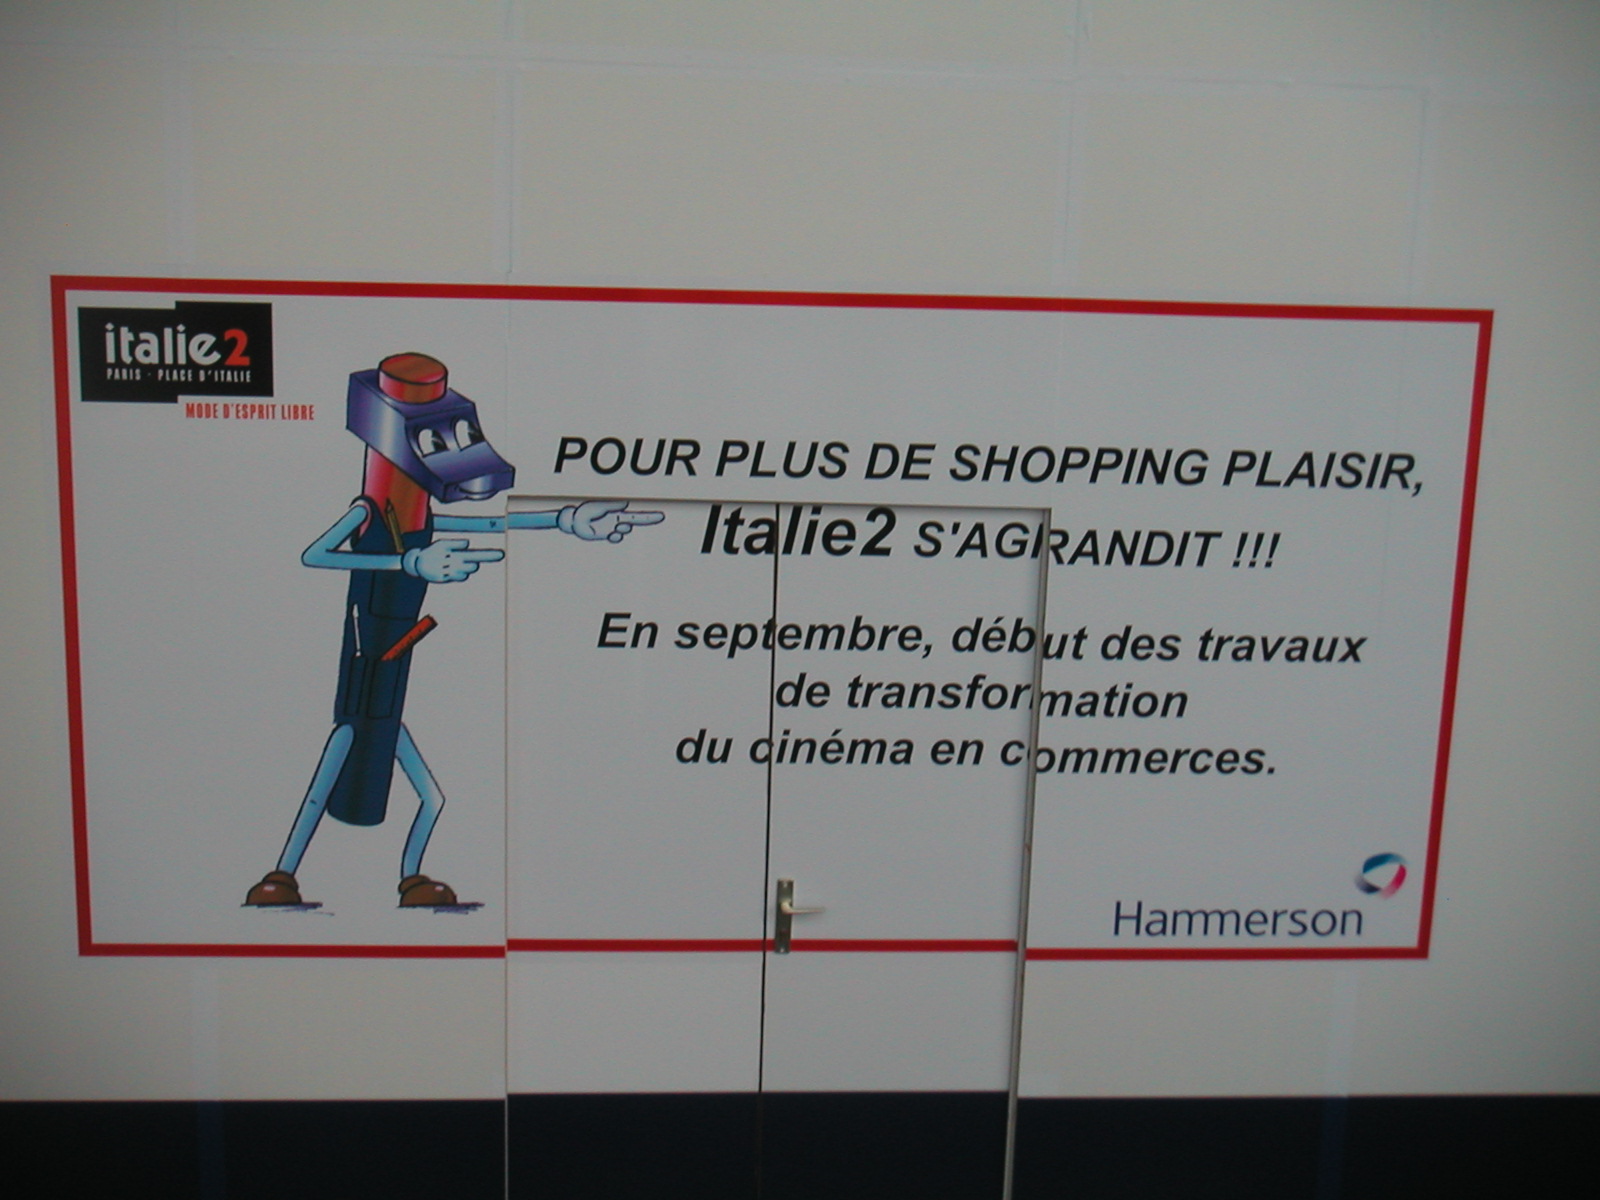 italie2
PARIS - PLACE D'ITALIE
MODE D'ESPRIT LIBRE
POUR PLUS DE SHOPPING PLAISIR,
Italie2 S'AGRANDIT !!!
En septembre, début des travaux
de transformation
du cinéma en commerces.
Hammerson